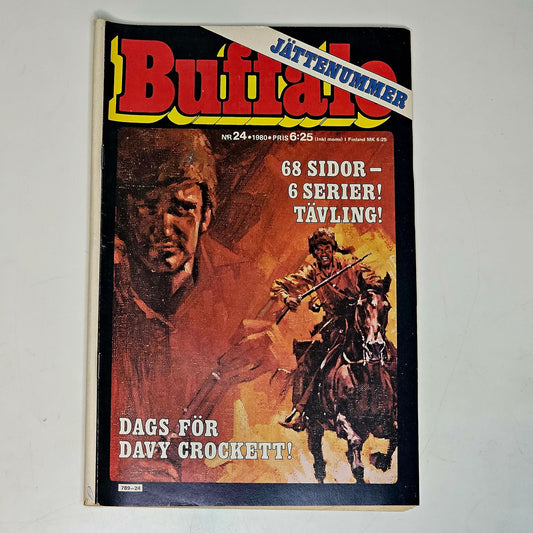 JÄTTENUMMER
Buffalo
NR 24 • 1980 • PRIS 6:25 (inkl moms) I Finland MK 6:25
68 SIDOR –
6 SERIER!
TÄVLING!
DAGS FÖR
DAVY CROCKETT!
789–24